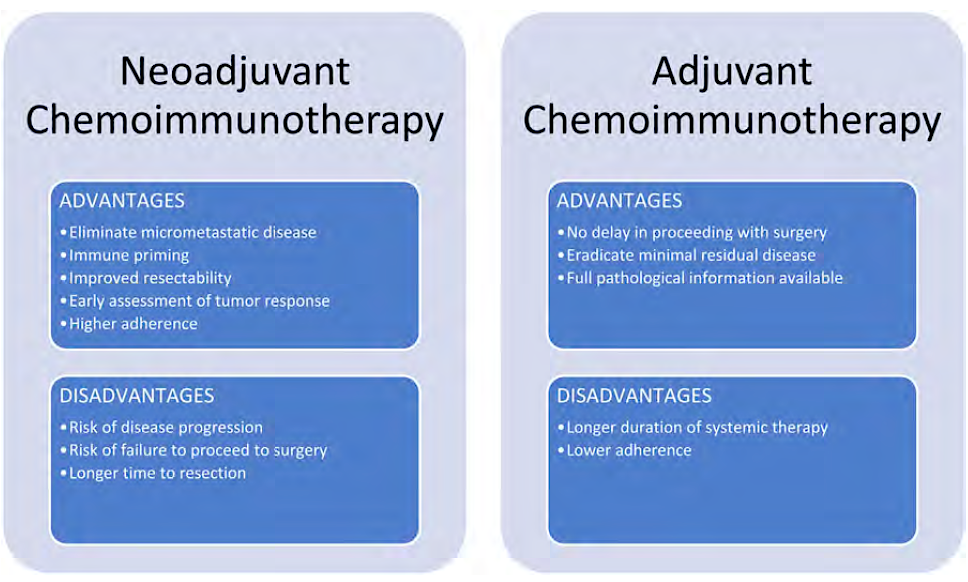 Neoadjuvant
Chemoimmunotherapy
ADVANTAGES
•Eliminate micrometastatic disease
•Immune priming
•Improved resectability
•Early assessment of tumor response
•Higher adherence
DISADVANTAGES
•Risk of disease progression
•Risk of failure to proceed to surgery
•Longer time to resection
Adjuvant
Chemoimmunotherapy
ADVANTAGES
•No delay in proceeding with surgery
•Eradicate minimal residual disease
•Full pathological information available
DISADVANTAGES
•Longer duration of systemic therapy
•Lower adherence